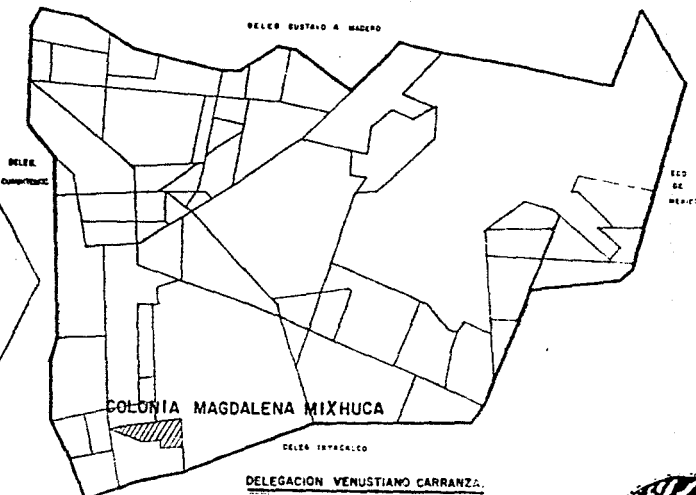 DELEG GUSTAVO A MADERO
DELEG.
CUAUHTEMOC
EDO
DE
MEXICO
COLONIA MAGDALENA MIXHUCA
DELEG IZTACALCO
DELEGACION VENUSTIANO CARRANZA.